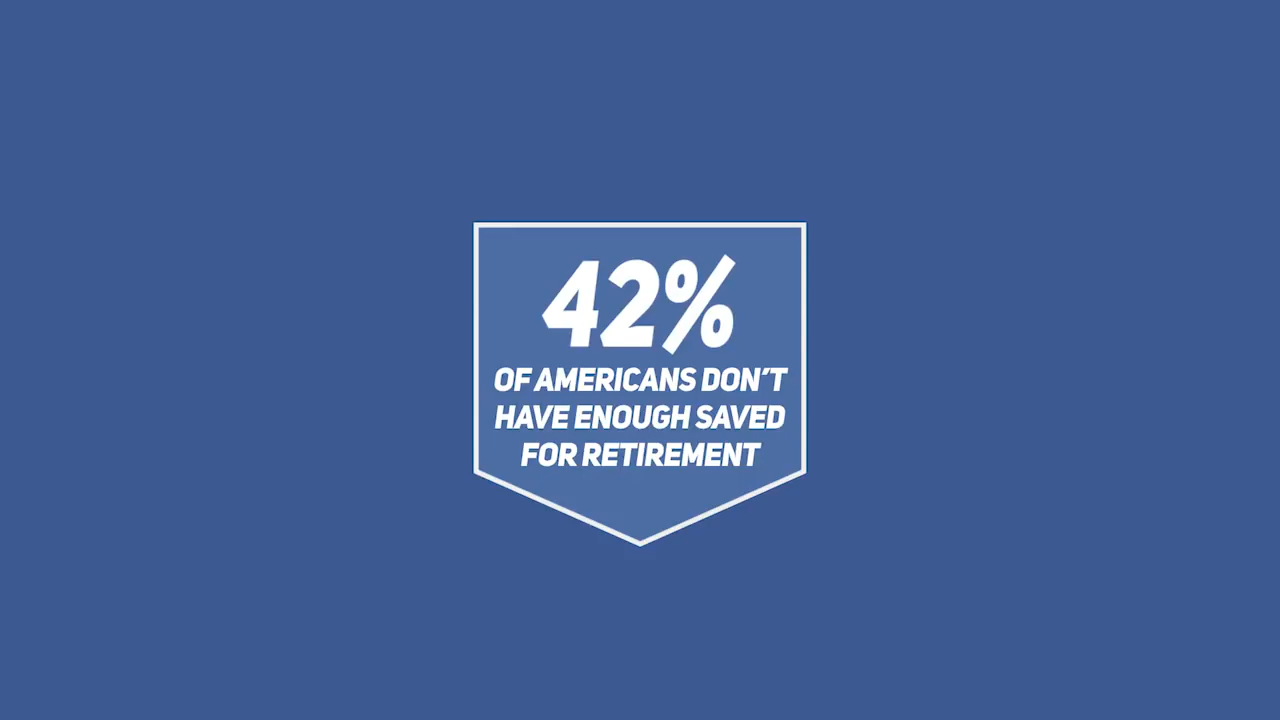 42%
OF AMERICANS DON'T
HAVE ENOUGH SAVED
FOR RETIREMENT